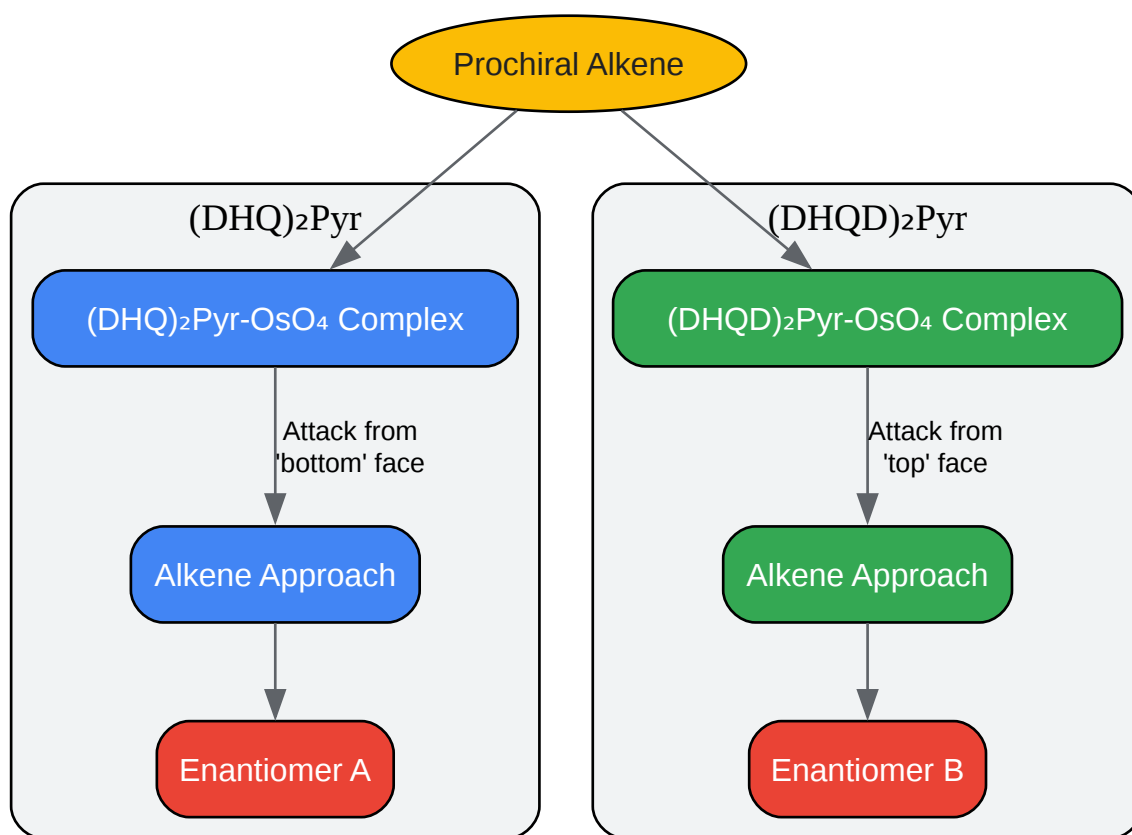 Prochiral Alkene
(DHQ)₂Pyr
(DHQ)₂Pyr-OsO₄ Complex
Attack from
'bottom' face
Alkene Approach
Enantiomer A
(DHQD)₂Pyr
(DHQD)₂Pyr-OsO₄ Complex
Attack from
'top' face
Alkene Approach
Enantiomer B